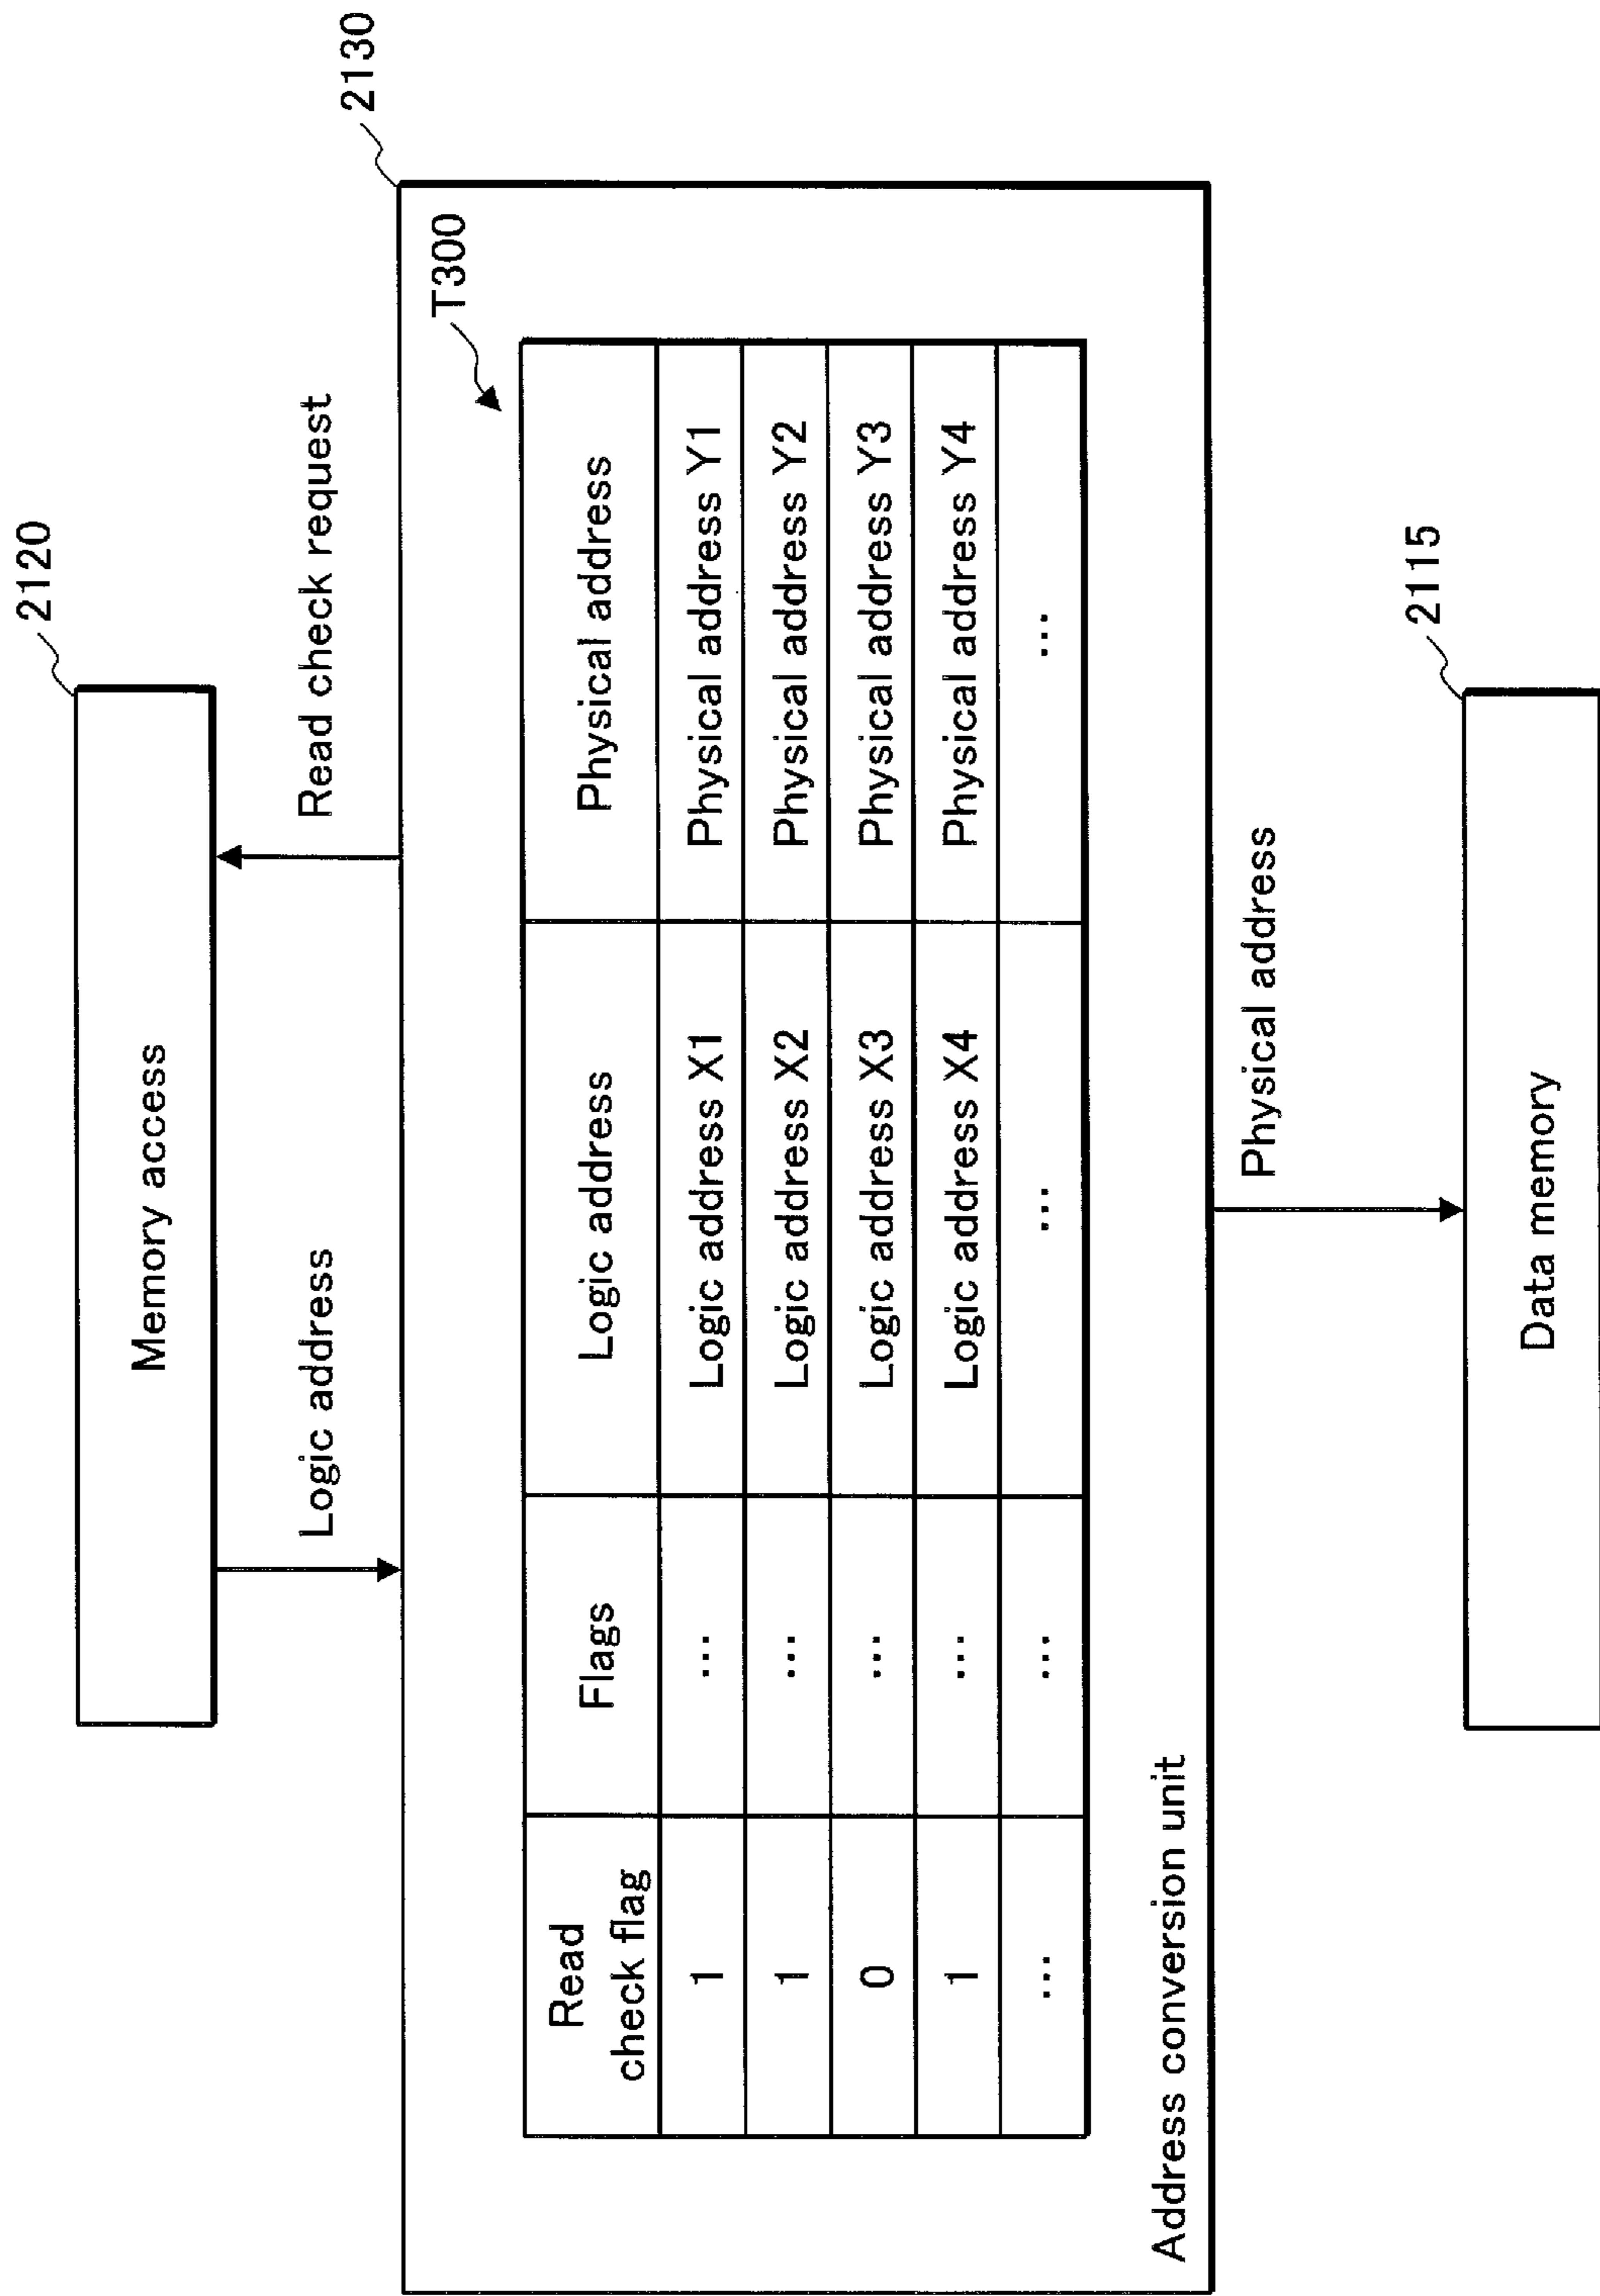 2120
Memory access
Logic address
Read check request
2130
T300
Read
check flag
Flags
Logic address
Physical address
1
...
Logic address X1
Physical address Y1
1
...
Logic address X2
Physical address Y2
0
...
Logic address X3
Physical address Y3
1
...
Logic address X4
Physical address Y4
...
...
...
...
Address conversion unit
Physical address
2115
Data memory